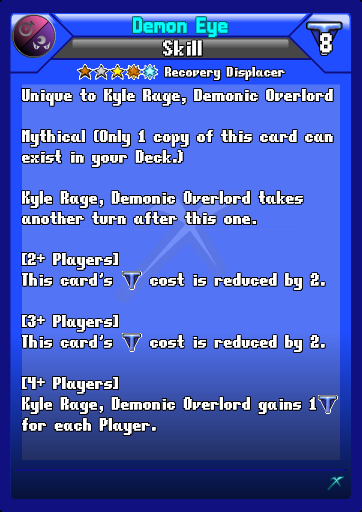 Demon Eye
Skill
8
Recovery Displacer
Unique to Kyle Rage, Demonic Overlord
Mythical (Only 1 copy of this card can
exist in your Deck.)
Kyle Rage, Demonic Overlord takes
another turn after this one.
[2+ Players]
This card's cost is reduced by 2.
[3+ Players]
This card's cost is reduced by 2.
[4+ Players]
Kyle Rage, Demonic Overlord gains 1
for each Player.